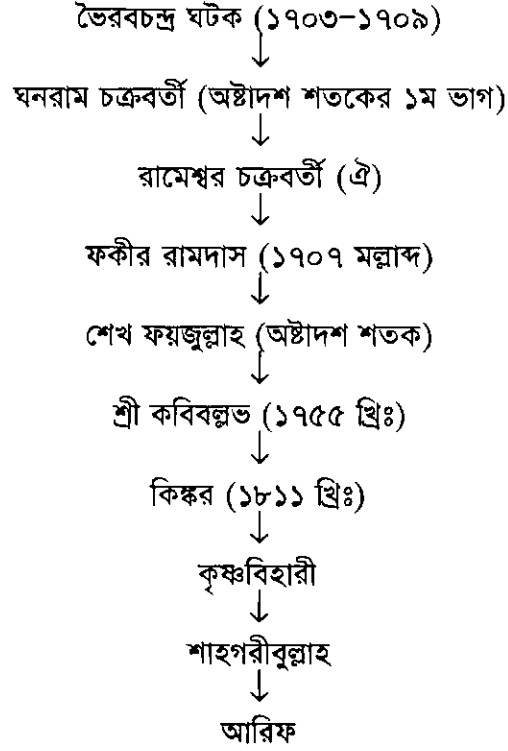 ভৈরবচন্দ্র ঘটক (১৭০৩–১৭০৯)
↓
ঘনরাম চক্রবর্তী (অষ্টাদশ শতকের ১ম ভাগ)
↓
রামেশ্বর চক্রবর্তী (ঐ)
↓
ফকীর রামদাস (১৭০৭ মল্লাব্দ)
↓
শেখ ফয়জুল্লাহ (অষ্টাদশ শতক)
↓
শ্রী কবিবল্লভ (১৭৫৫ খ্রিঃ)
↓
কিঙ্কর (১৮১১ খ্রিঃ)
↓
কৃষ্ণবিহারী
↓
শাহগরীবুল্লাহ
↓
আরিফ